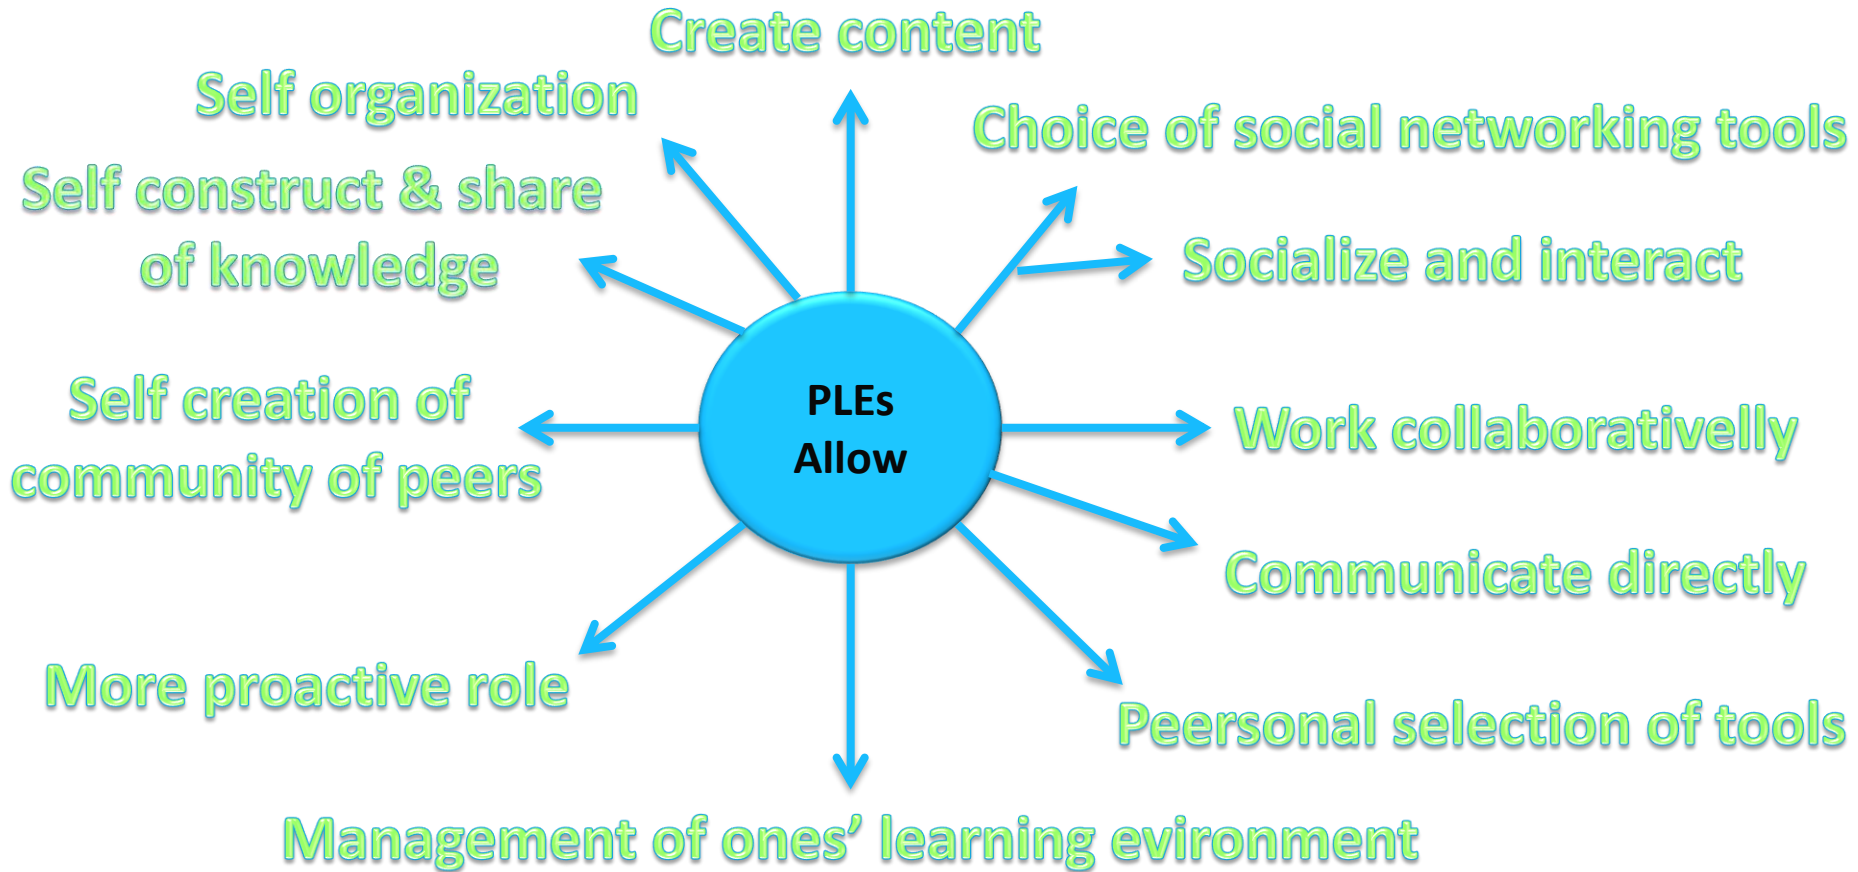 Create content
Self organization
Choice of social networking tools
Self construct & share
of knowledge
Socialize and interact
PLEs
Allow
Self creation of
community of peers
Work collaborativelly
Communicate directly
More proactive role
Peersonal selection of tools
Management of ones’ learning evironment